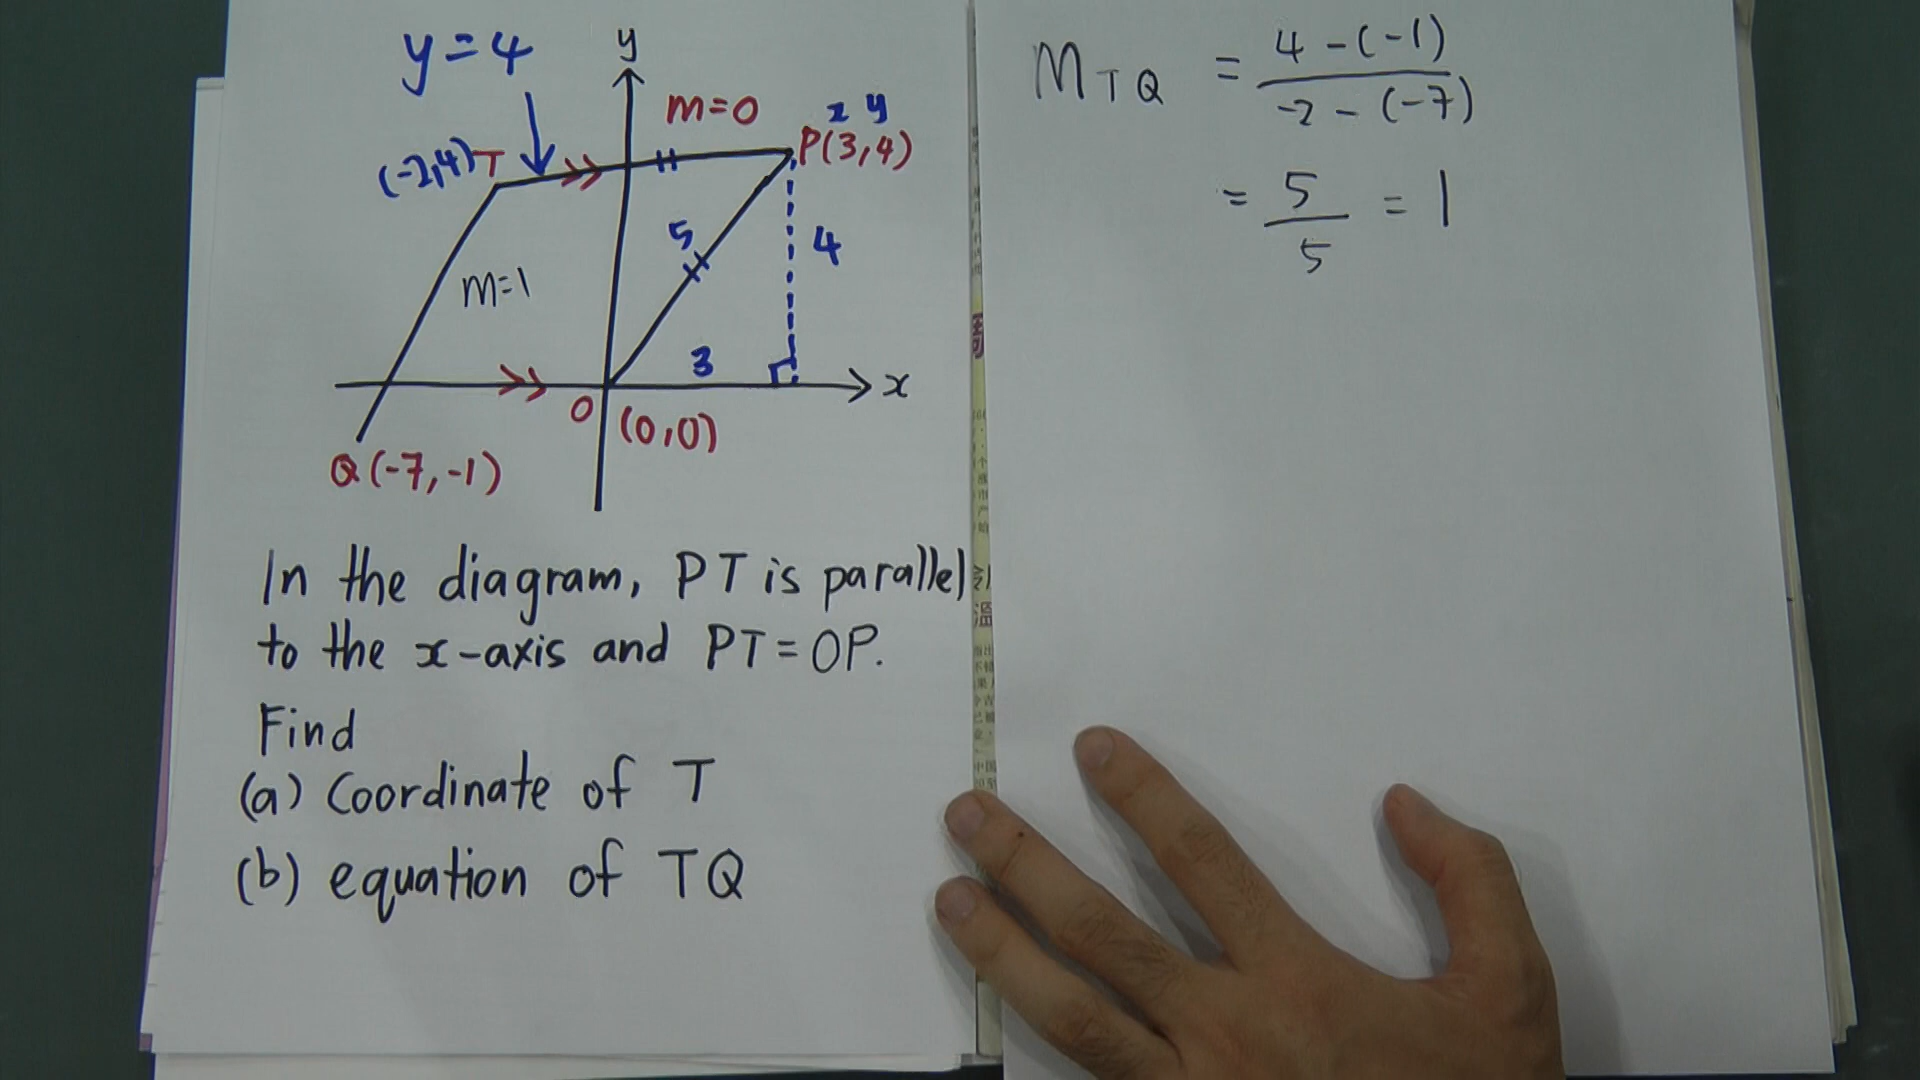 y=4
y
m=0
x y
(-2,4) T
P(3,4)
5
4
m=1
3
x
O
(0,0)
Q(-7,-1)
In the diagram, PT is parallel
to the x-axis and PT=OP.
Find
(a) Coordinate of T
(b) equation of TQ
M TQ = 4-(-1) / -2-(-7)
= 5 / 5 = 1